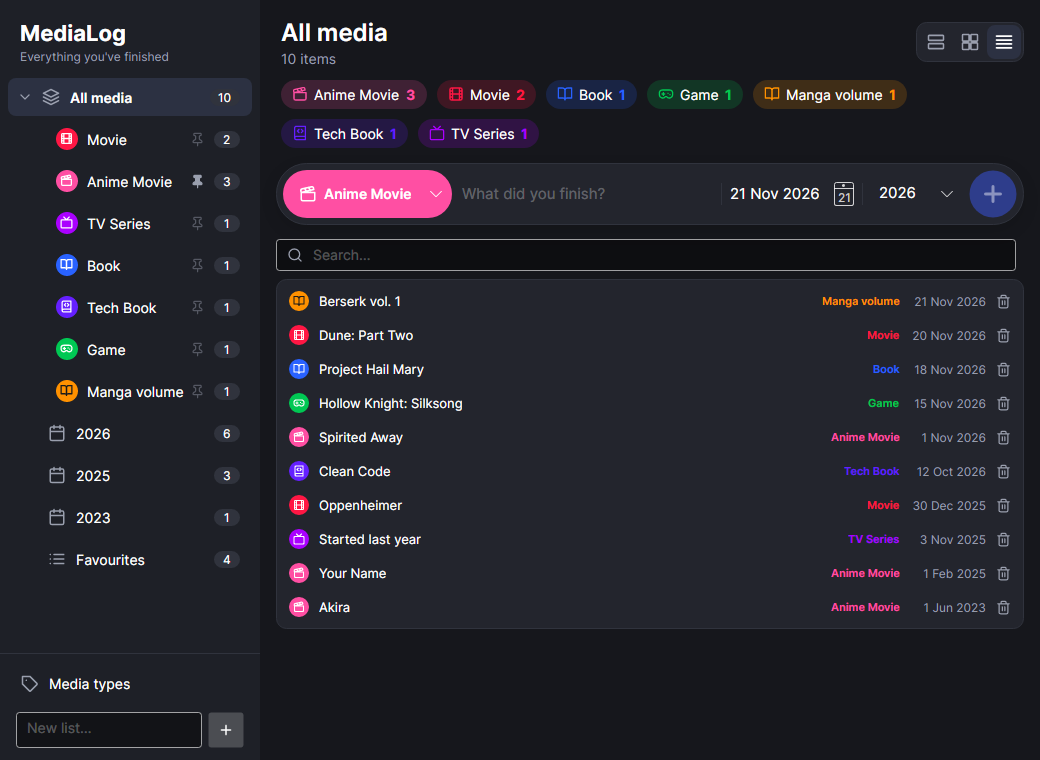 MediaLog
Everything you've finished
All media 10
Movie 2
Anime Movie 3
TV Series 1
Book 1
Tech Book 1
Game 1
Manga volume 1
2026 6
2025 3
2023 1
Favourites 4
Media types
New list...
+
All media
10 items
Anime Movie 3 Movie 2 Book 1 Game 1 Manga volume 1
Tech Book 1 TV Series 1
Anime Movie What did you finish? 21 Nov 2026 21 2026 +
Search...
Berserk vol. 1 Manga volume 21 Nov 2026
Dune: Part Two Movie 20 Nov 2026
Project Hail Mary Book 18 Nov 2026
Hollow Knight: Silksong Game 15 Nov 2026
Spirited Away Anime Movie 1 Nov 2026
Clean Code Tech Book 12 Oct 2026
Oppenheimer Movie 30 Dec 2025
Started last year TV Series 3 Nov 2025
Your Name Anime Movie 1 Feb 2025
Akira Anime Movie 1 Jun 2023